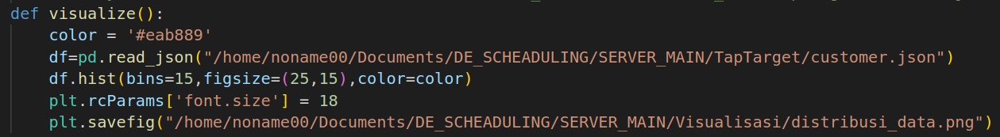 def visualize():
    color = '#eab889'
    df=pd.read_json("/home/noname00/Documents/DE_SCHEADULING/SERVER_MAIN/TapTarget/customer.json")
    df.hist(bins=15,figsize=(25,15),color=color)
    plt.rcParams['font.size'] = 18
    plt.savefig("/home/noname00/Documents/DE_SCHEADULING/SERVER_MAIN/Visualisasi/distribusi_data.png")